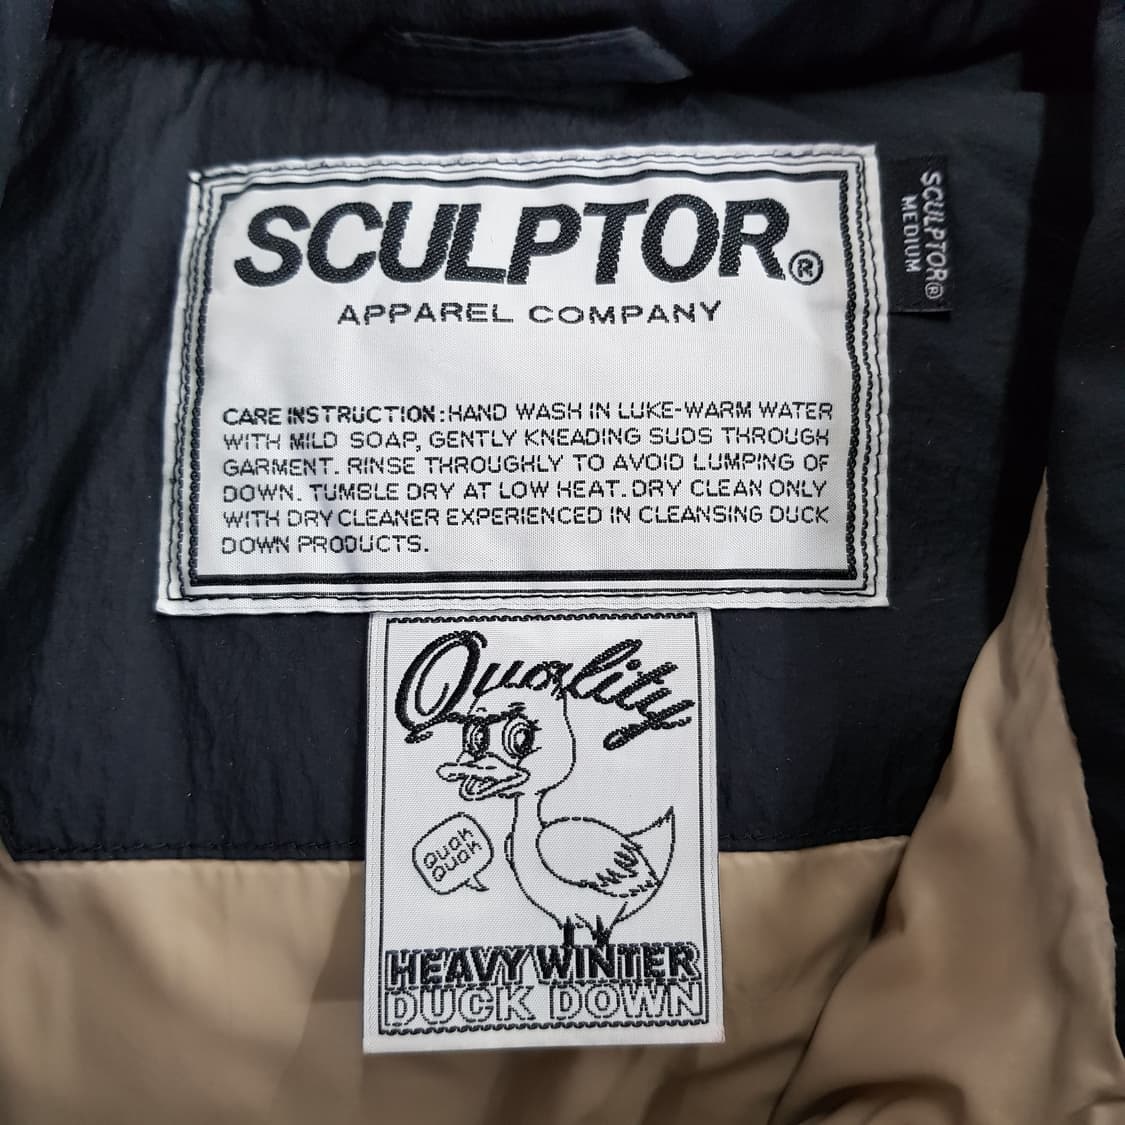 SCULPTOR®
APPAREL COMPANY
CARE INSTRUCTION:HAND WASH IN LUKE-WARM WATER
WITH MILD SOAP, GENTLY KNEADING SUDS THROUGH
GARMENT. RINSE THROUGHLY TO AVOID LUMPING OF
DOWN. TUMBLE DRY AT LOW HEAT. DRY CLEAN ONLY
WITH DRY CLEANER EXPERIENCED IN CLEANSING DUCK
DOWN PRODUCTS.
SCULPTOR®
MEDIUM
Quality
QUAK
QUAK
HEAVY WINTER
DUCK DOWN